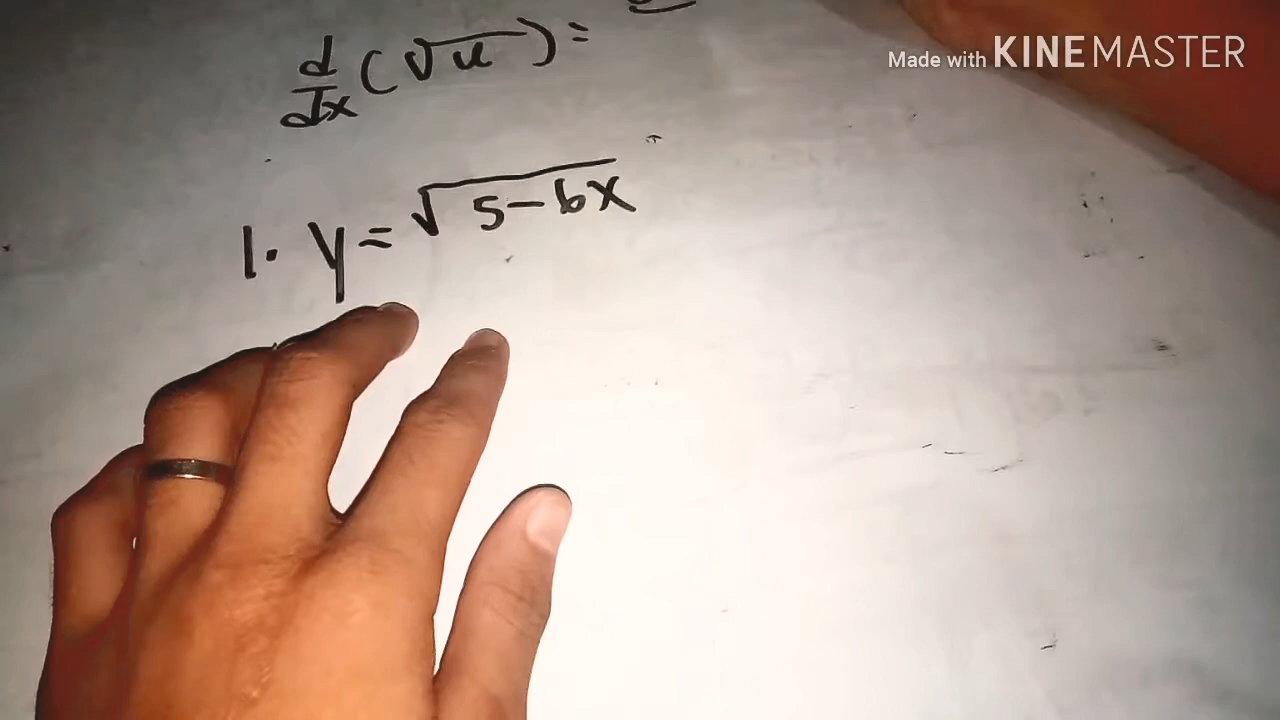 Made with KINEMASTER
d/dx (√u) =
1. y = √5-6x